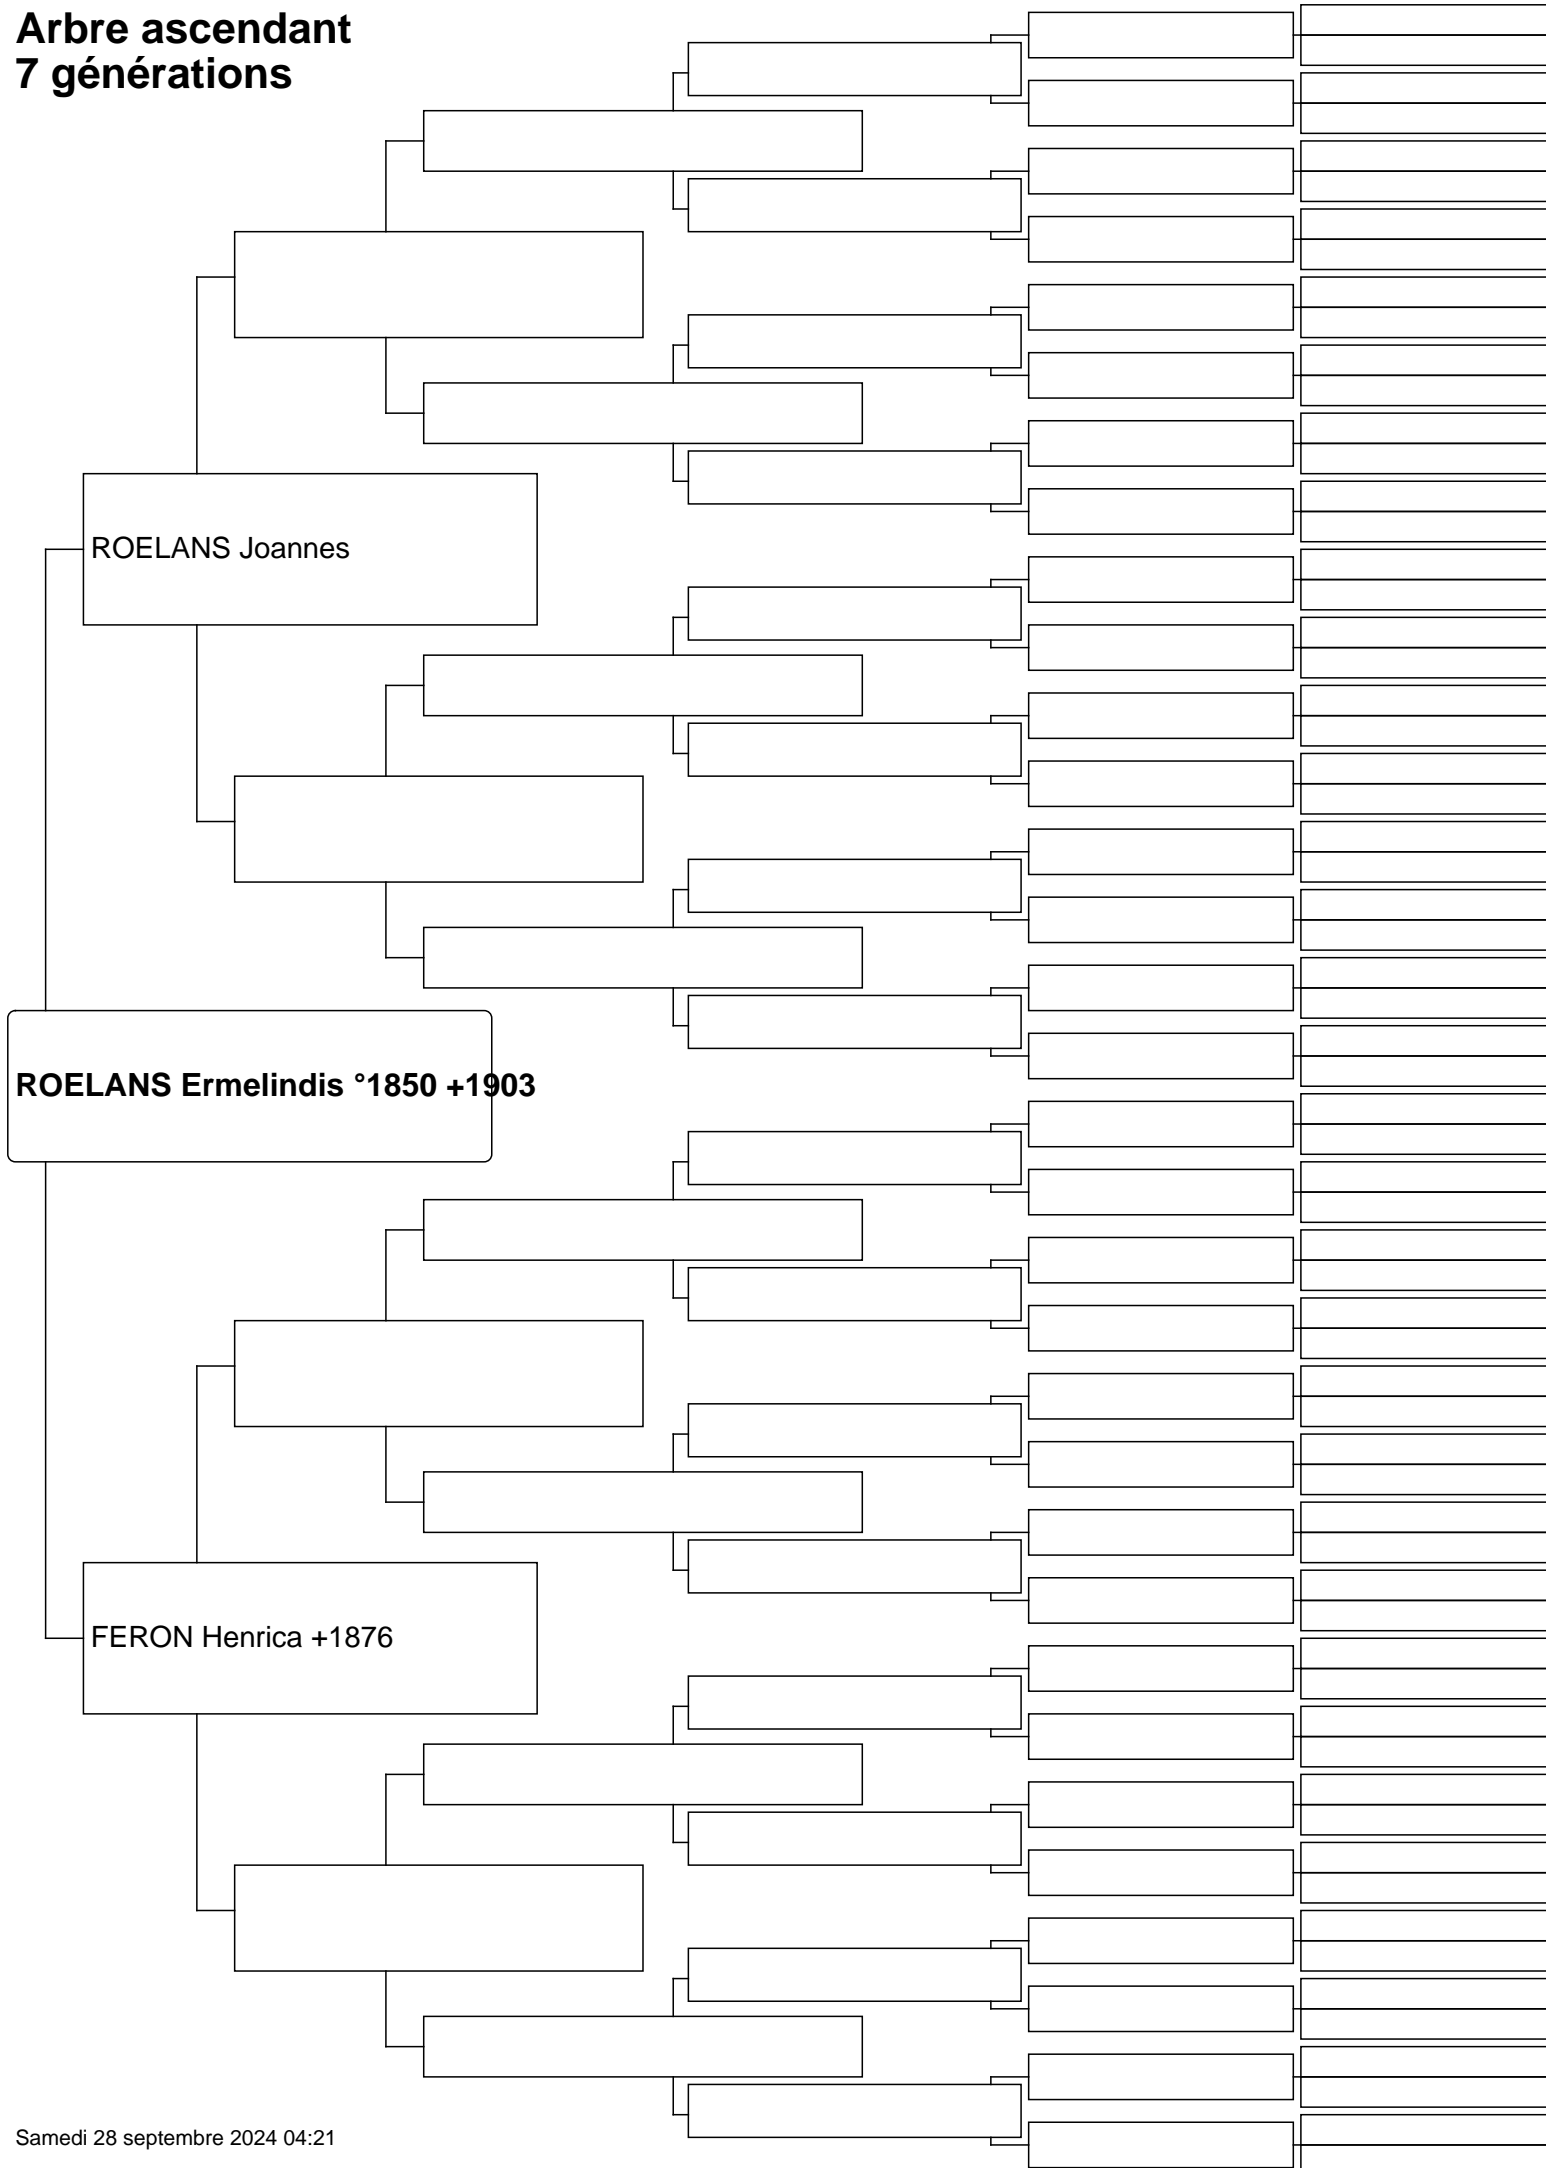 Arbre ascendant
7 générations
ROELANS Joannes
ROELANS Ermelindis °1850 +1903
FERON Henrica +1876
Samedi 28 septembre 2024 04:21